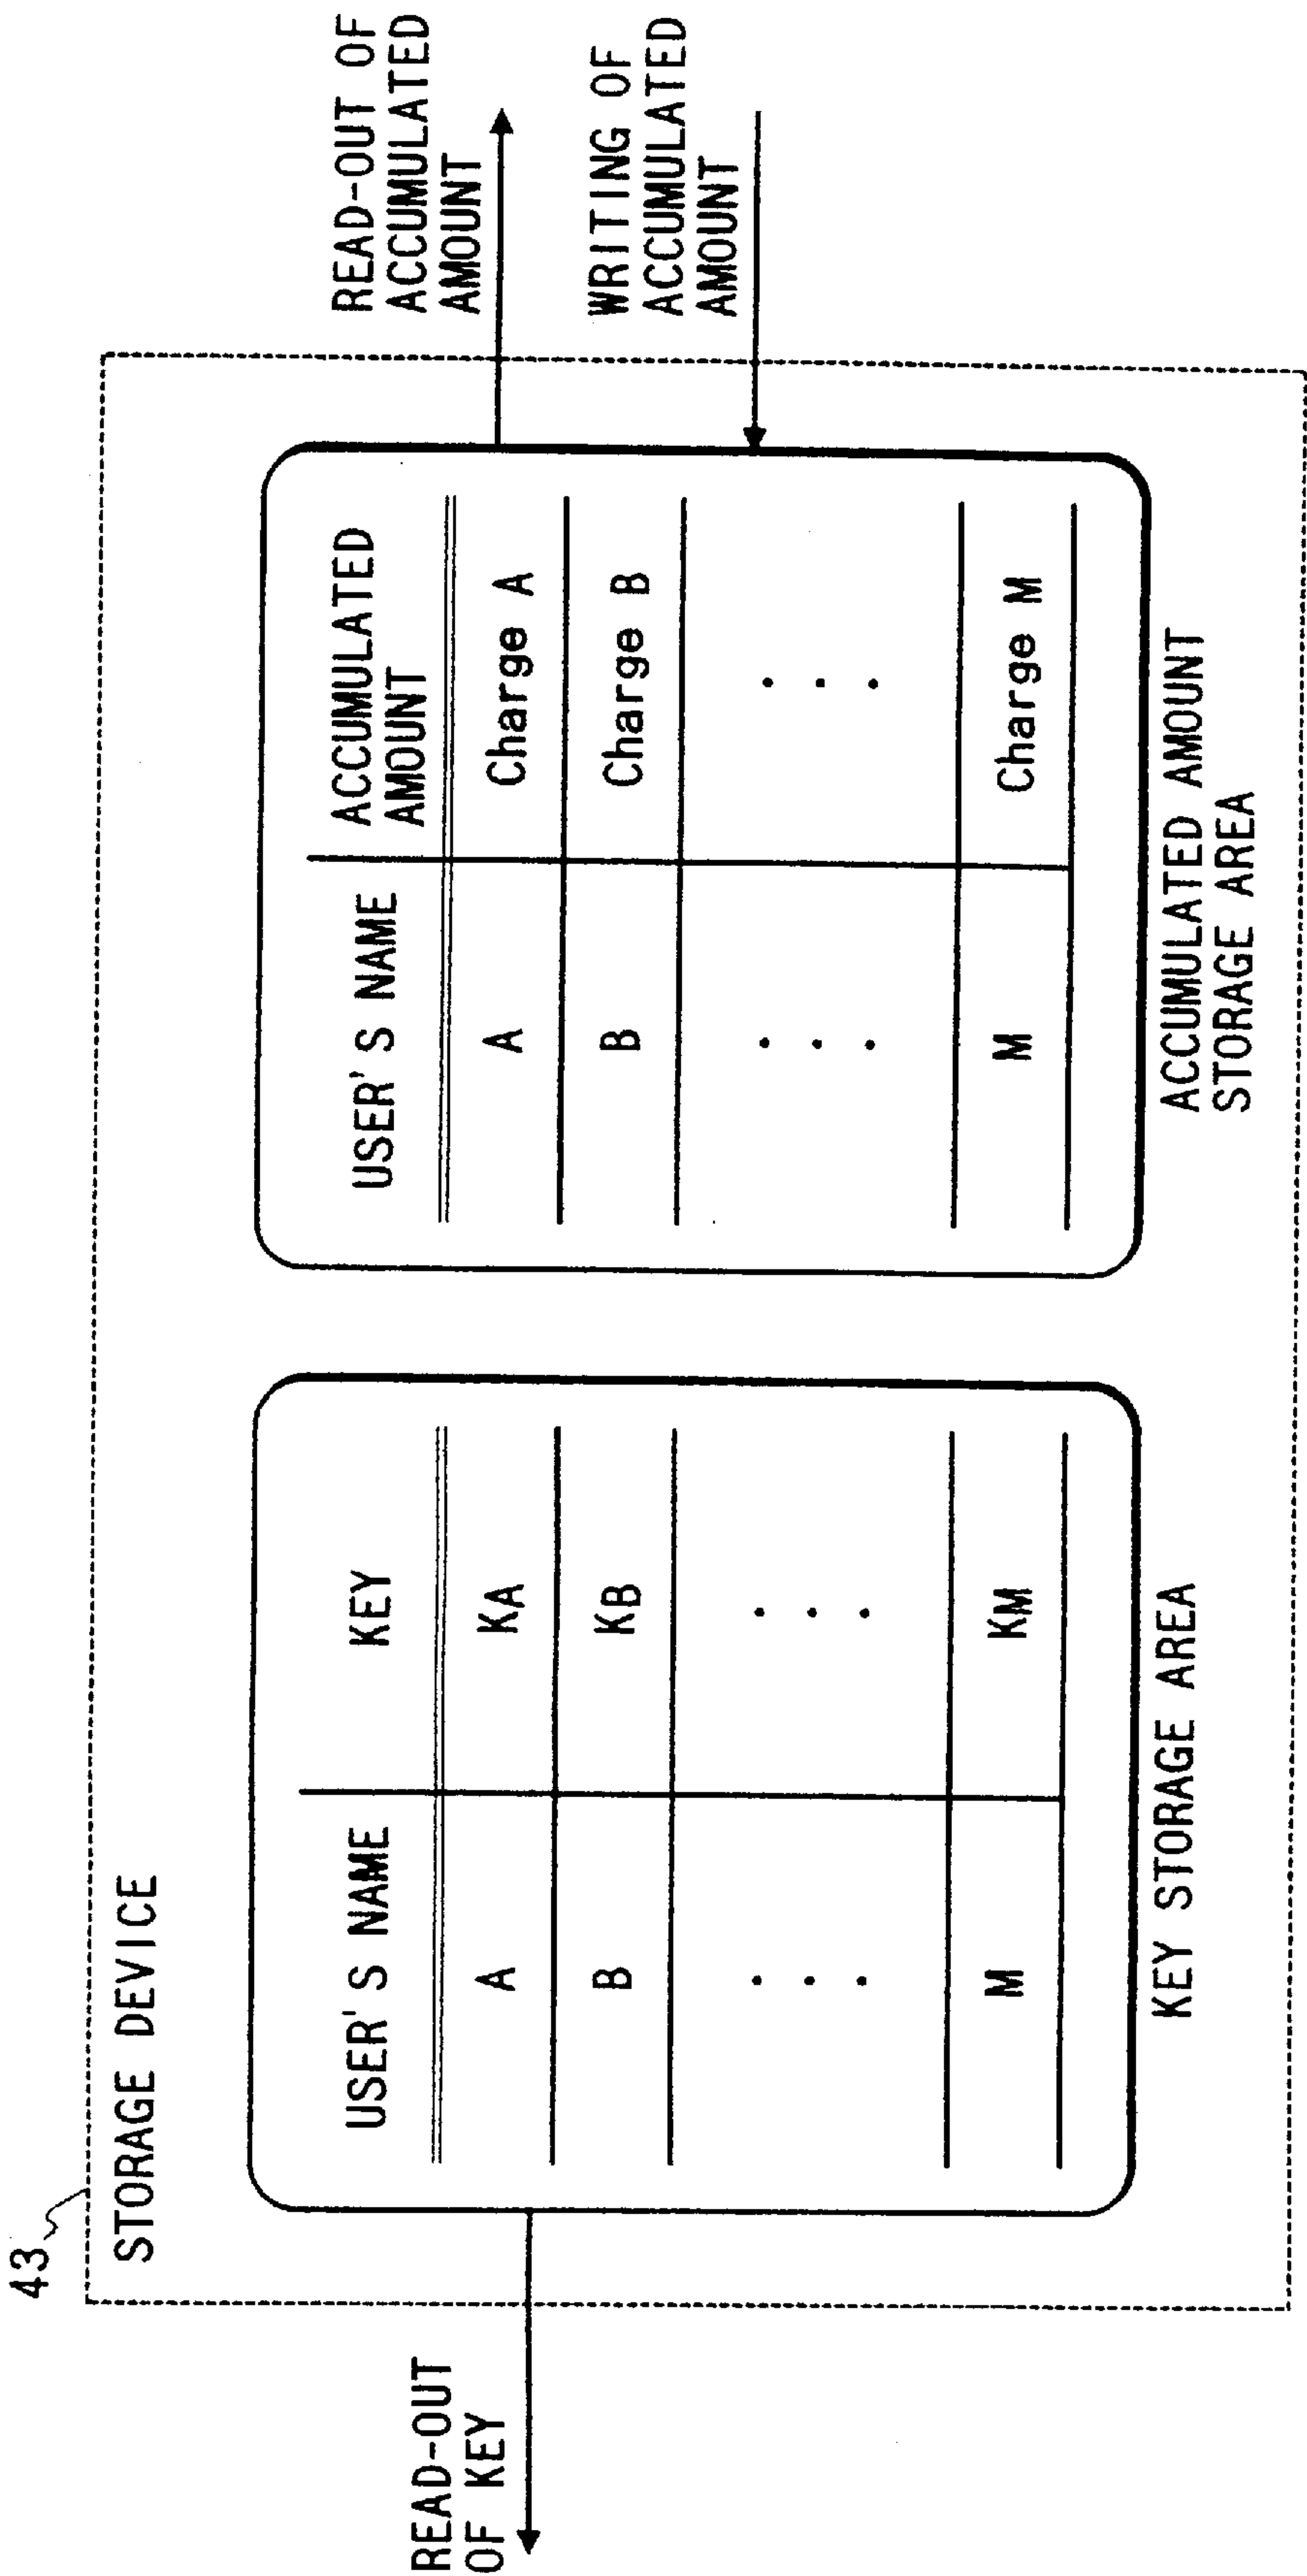 43
STORAGE DEVICE
READ-OUT
OF KEY
USER'S NAME
KEY
A
KA
B
KB
. . .
. . .
M
KM
KEY STORAGE AREA
USER'S NAME
ACCUMULATED
AMOUNT
A
Charge A
B
Charge B
. . .
. . .
M
Charge M
ACCUMULATED AMOUNT
STORAGE AREA
READ-OUT OF
ACCUMULATED
AMOUNT
WRITING OF
ACCUMULATED
AMOUNT